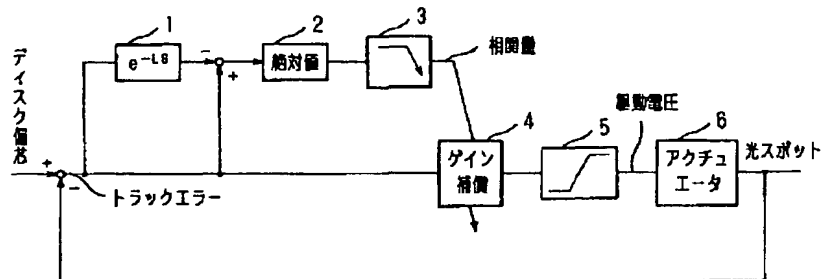 1
2
3
e-LS
-
+
絶対値
相関量
ディスク偏芯
+
-
トラックエラー
4
ゲイン
補償
5
駆動電圧
6
アクチュ
エータ
光スポット